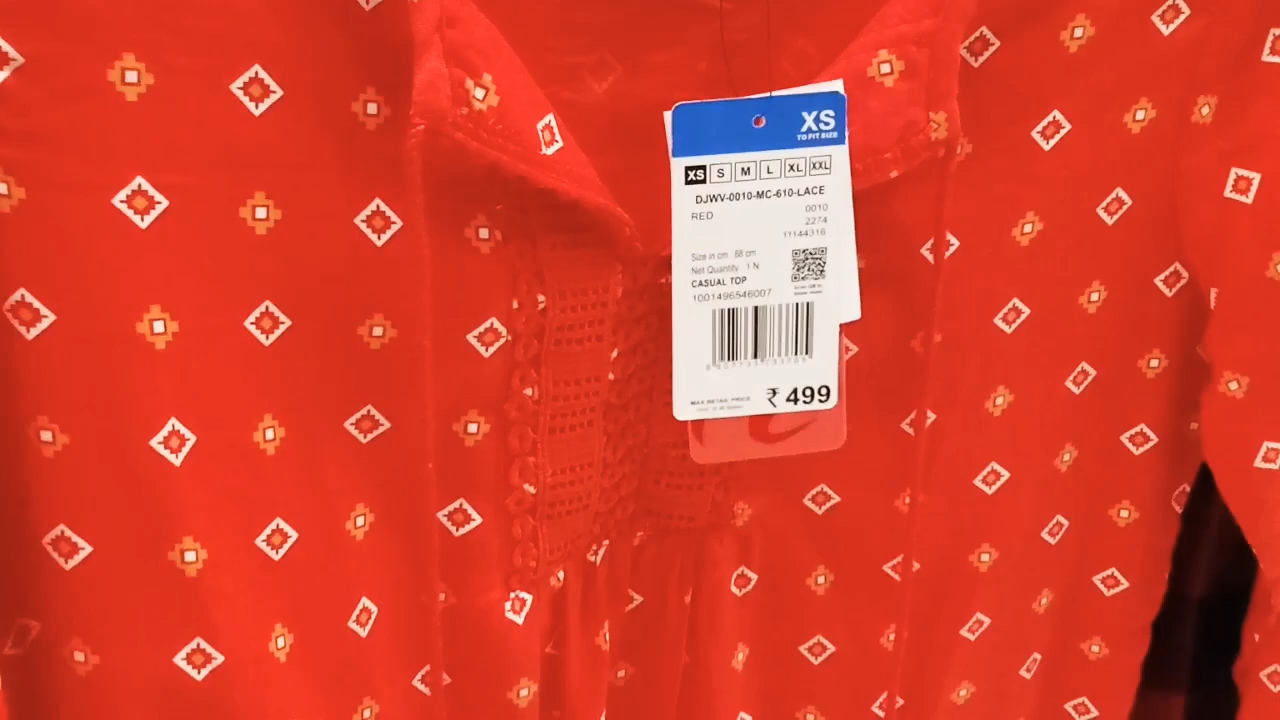 XS
TO FIT SIZE
XS S M L XL XXL
DJWV-0010-MC-610-LACE
RED 0010
2274
11144316
Size in cm 88 cm
Net Quantity 1 N
CASUAL TOP
1001496546007
MAX RETAIL PRICE ₹ 499